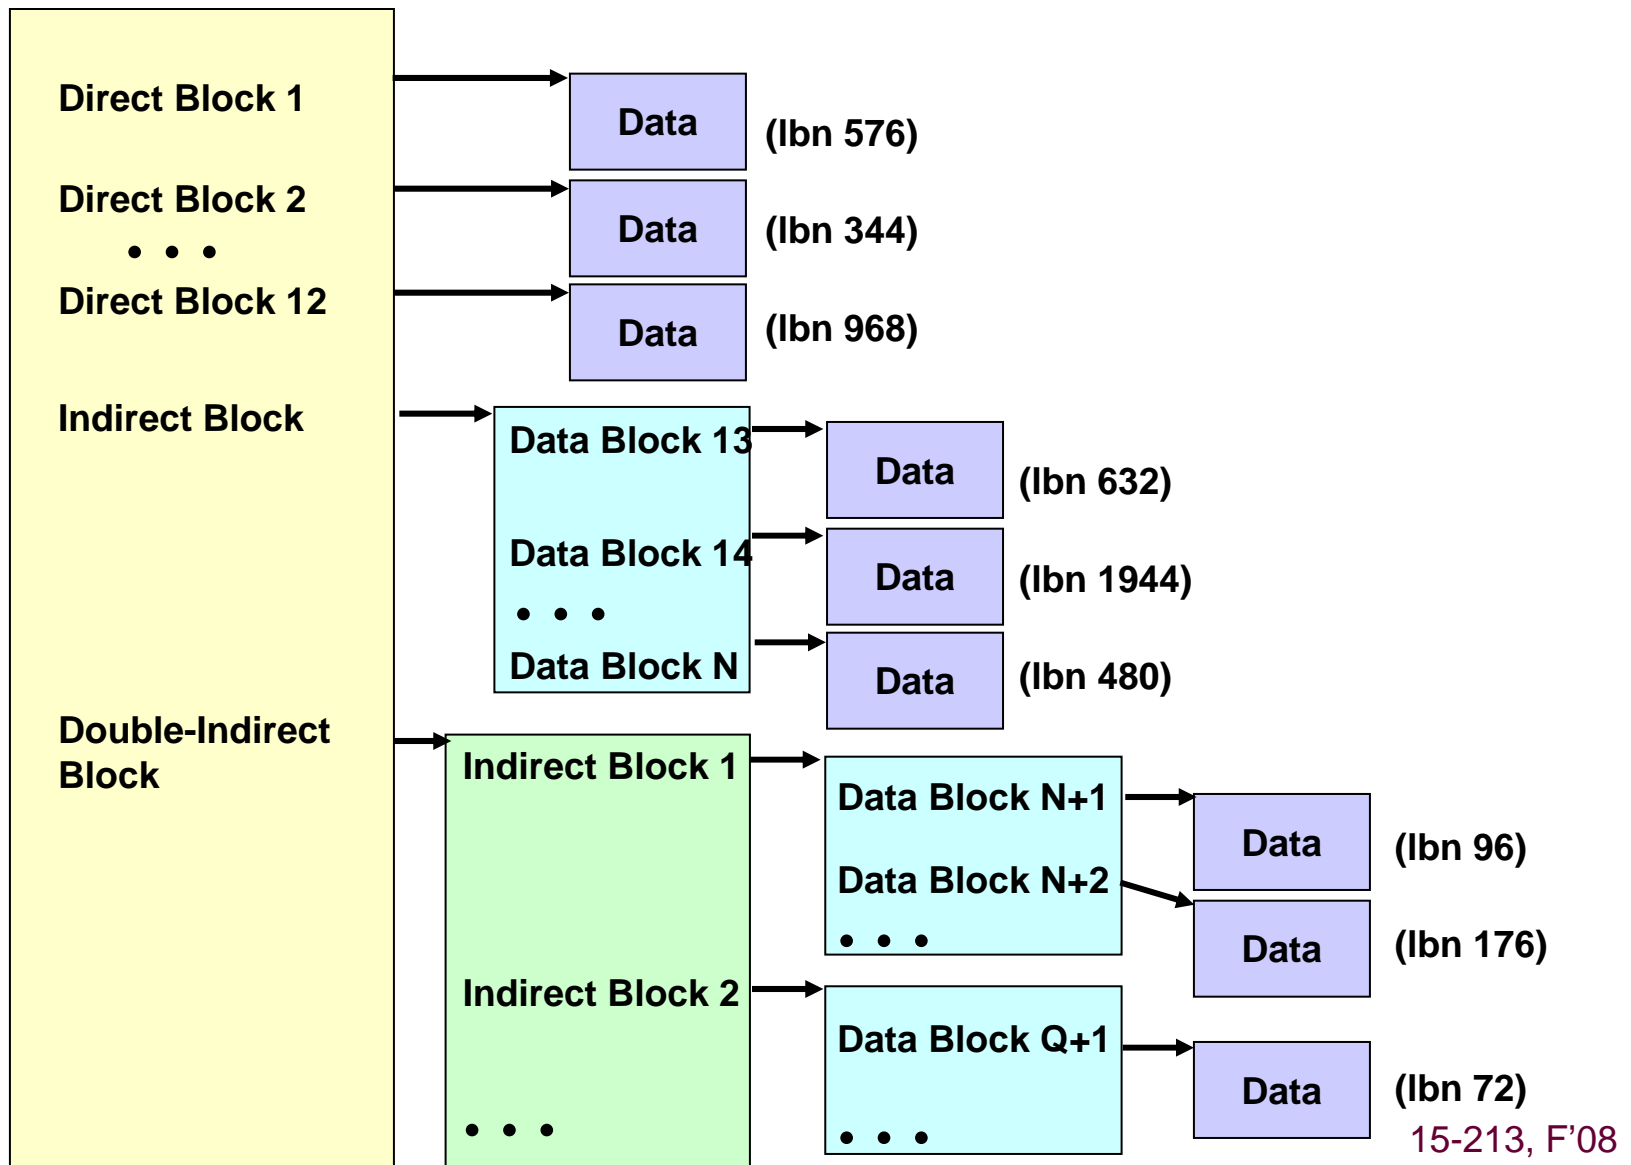 Direct Block 1
Data
(lbn 576)
Direct Block 2
Data
(lbn 344)
• • •
Direct Block 12
Data
(lbn 968)
Indirect Block
Data Block 13
Data
(lbn 632)
Data Block 14
Data
(lbn 1944)
• • •
Data Block N
Data
(lbn 480)
Double-Indirect
Block
Indirect Block 1
Data Block N+1
Data
(lbn 96)
Data Block N+2
Data
(lbn 176)
• • •
Indirect Block 2
Data Block Q+1
Data
(lbn 72)
• • •
• • •
15-213, F’08